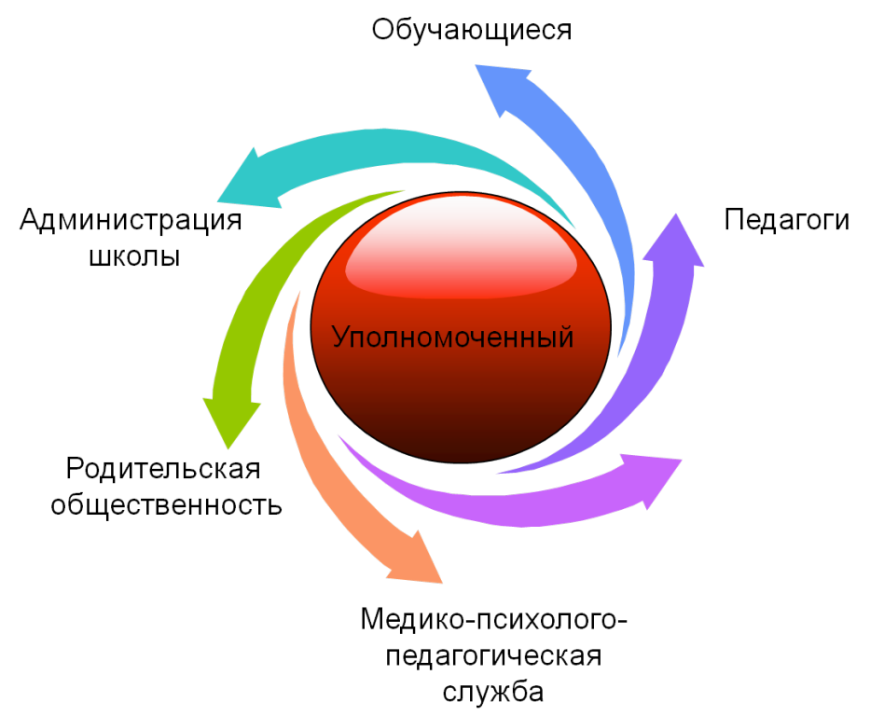 Обучающиеся
Администрация
школы
Педагоги
Уполномоченный
Родительская
общественность
Медико-психолого-
педагогическая
служба